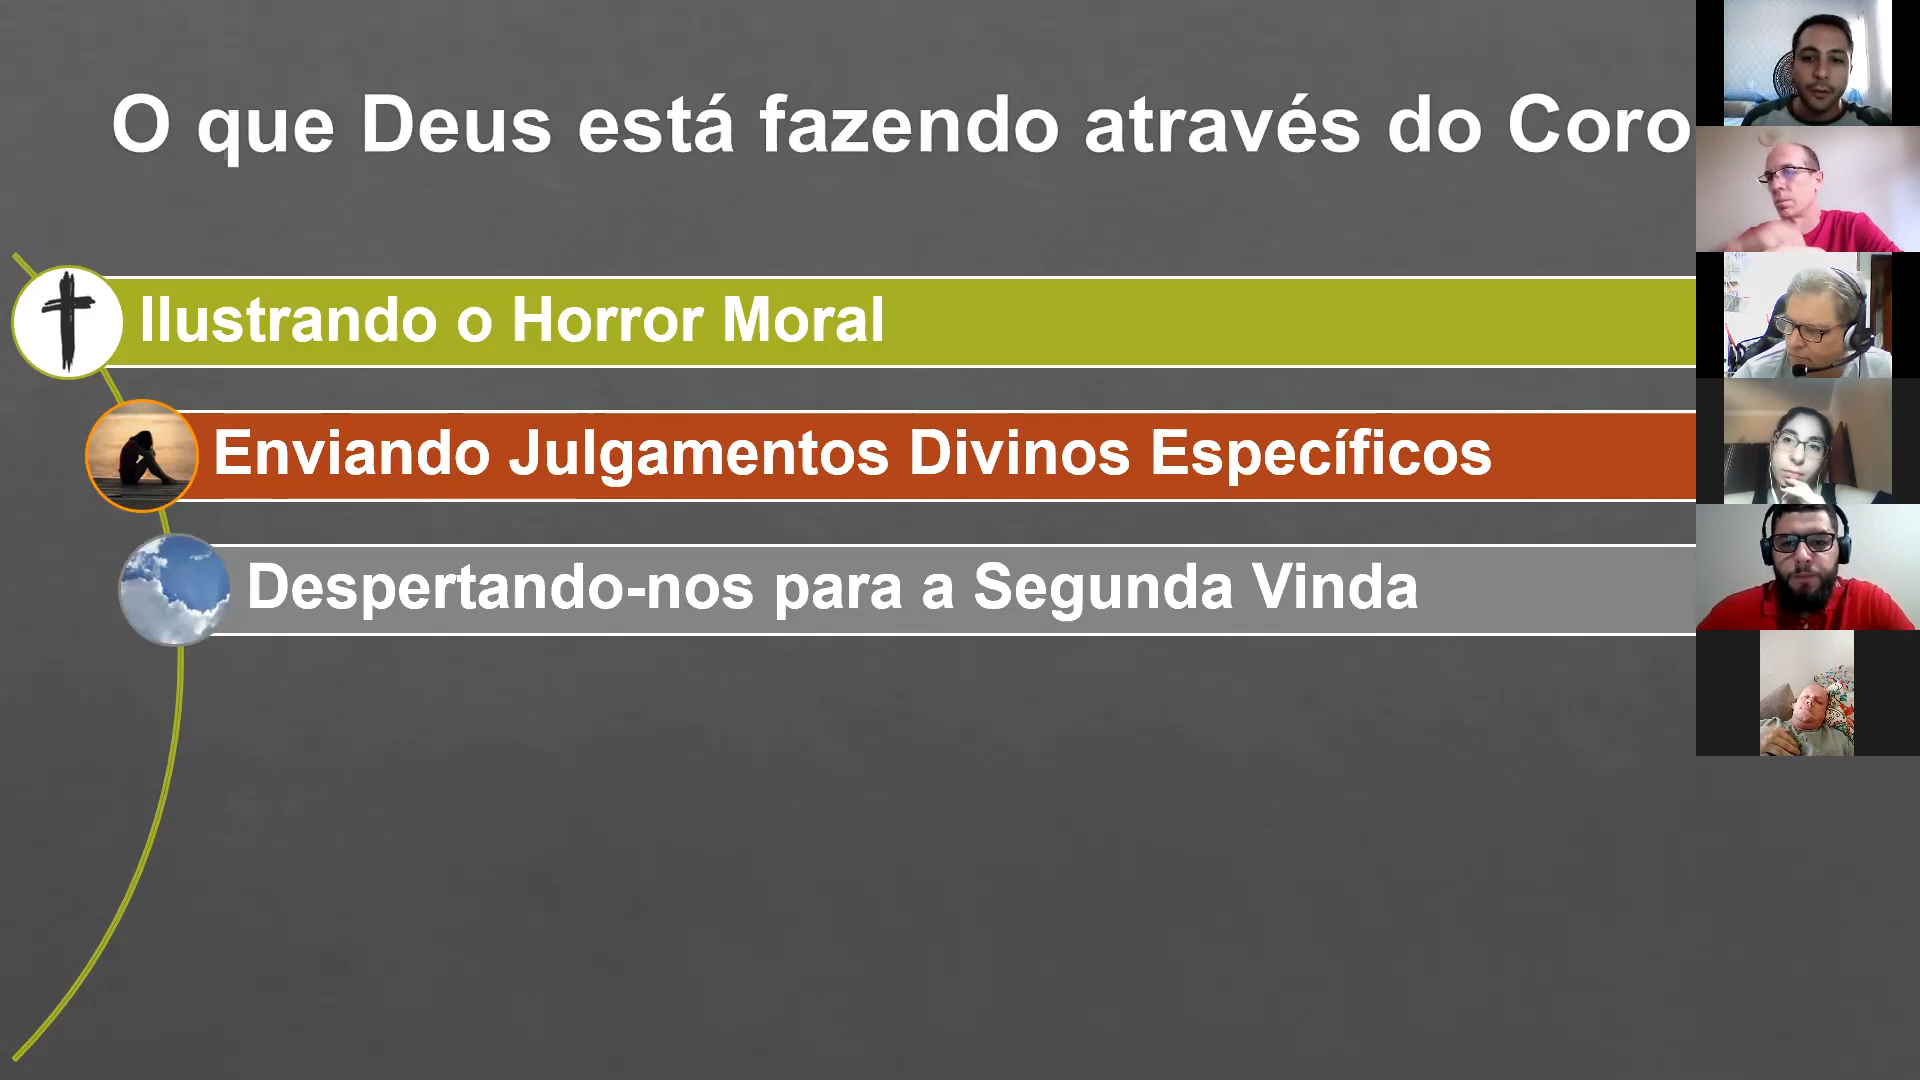 O que Deus está fazendo através do Coro
Ilustrando o Horror Moral
Enviando Julgamentos Divinos Específicos
Despertando-nos para a Segunda Vinda